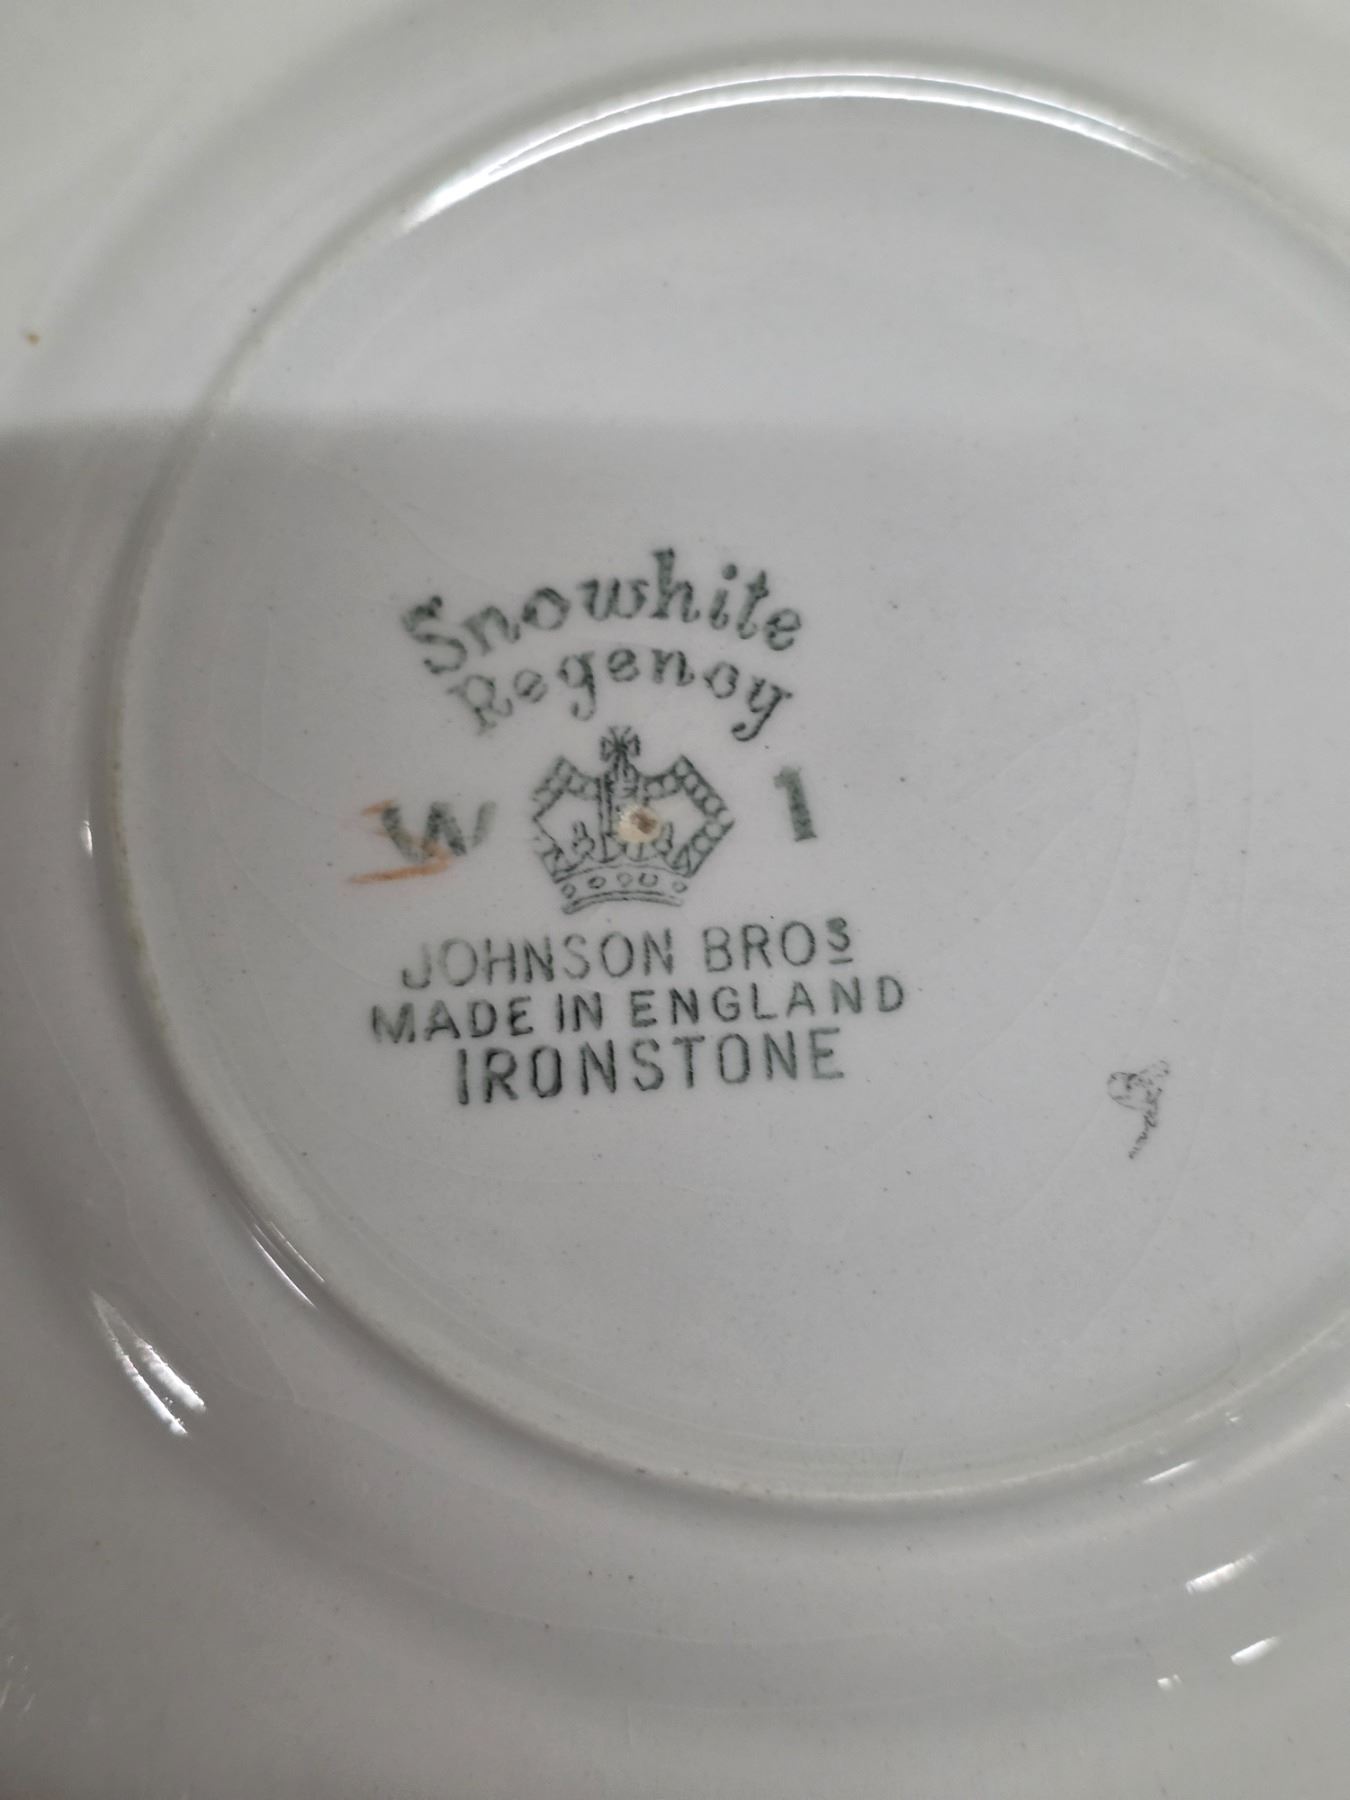 Snowhite
Regency
W 1
JOHNSON BROS
MADE IN ENGLAND
IRONSTONE